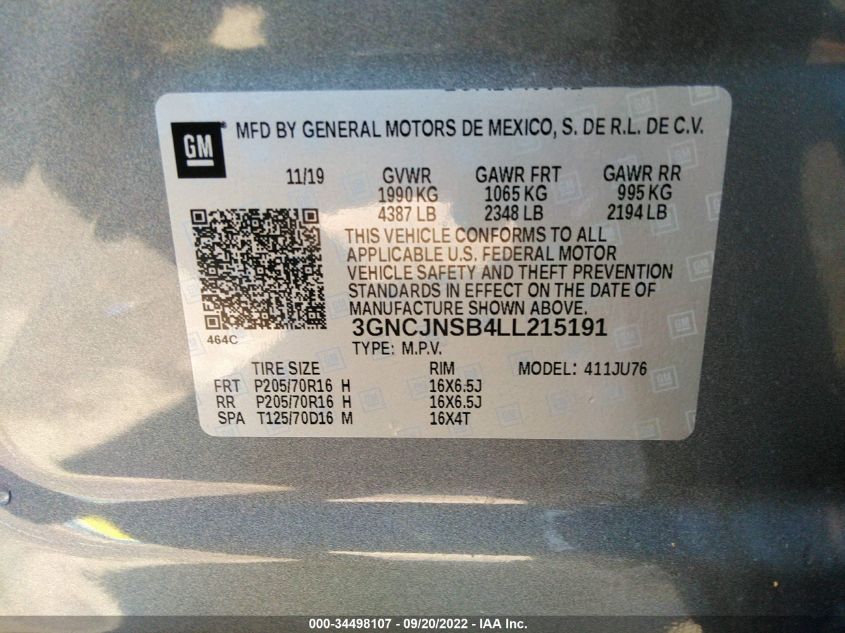 GM
MFD BY GENERAL MOTORS DE MEXICO, S. DE R.L. DE C.V.
11/19 GVWR GAWR FRT GAWR RR
1990 KG 1065 KG 995 KG
4387 LB 2348 LB 2194 LB
THIS VEHICLE CONFORMS TO ALL
APPLICABLE U.S. FEDERAL MOTOR
VEHICLE SAFETY AND THEFT PREVENTION
STANDARDS IN EFFECT ON THE DATE OF
MANUFACTURE SHOWN ABOVE.
464C
3GNCJNSB4LL215191
TYPE: M.P.V.
TIRE SIZE RIM MODEL: 411JU76
FRT P205/70R16 H 16X6.5J
RR P205/70R16 H 16X6.5J
SPA T125/70D16 M 16X4T
000-34498107 - 09/20/2022 - IAA Inc.